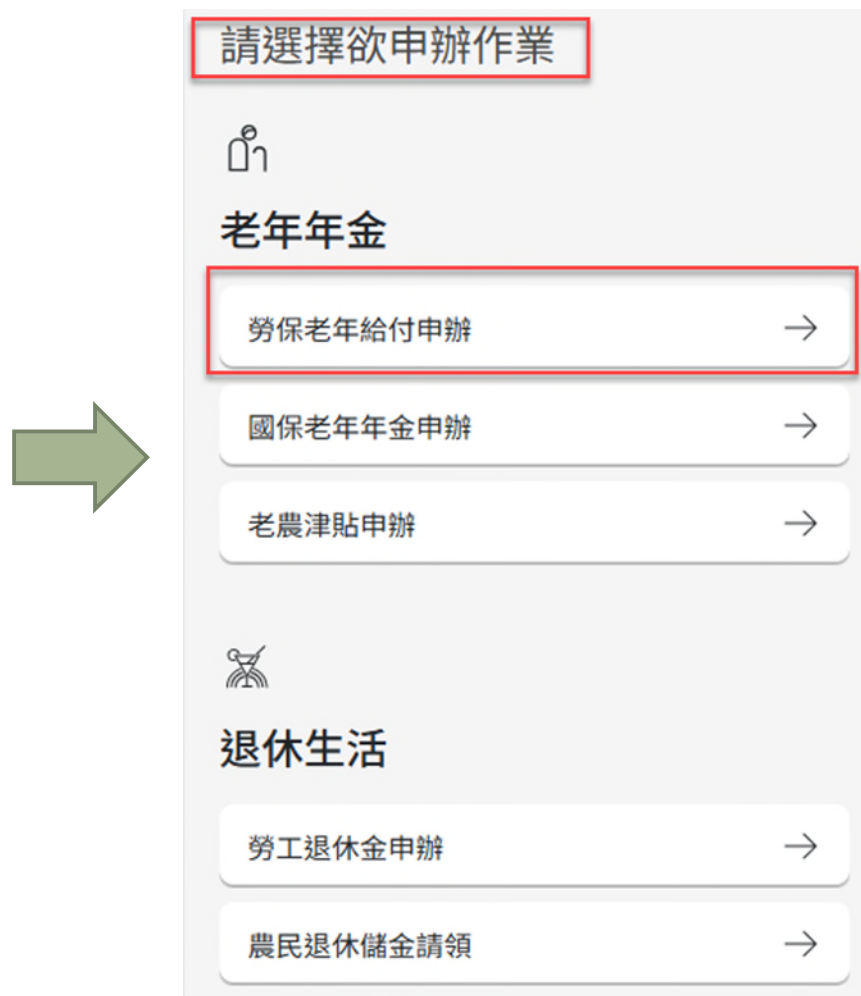 請選擇欲申辦作業
老年年金
勞保老年給付申辦
國保老年年金申辦
老農津貼申辦
退休生活
勞工退休金申辦
農民退休儲金請領